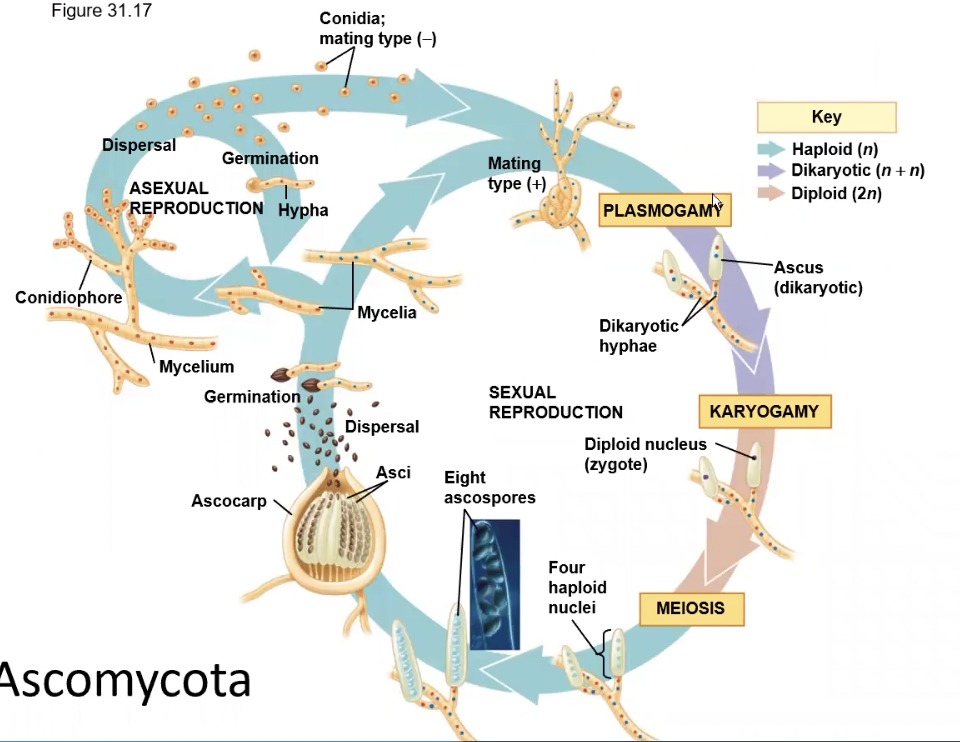 Figure 31.17
Conidia;
mating type (–)
Key
Haploid (n)
Dikaryotic (n + n)
Diploid (2n)
Dispersal
Germination
Mating
type (+)
ASEXUAL
REPRODUCTION
Hypha
PLASMOGAMY
Ascus
(dikaryotic)
Conidiophore
Mycelia
Dikaryotic
hyphae
Mycelium
Germination
SEXUAL
REPRODUCTION
KARYOGAMY
Dispersal
Diploid nucleus
(zygote)
Asci
Eight
ascospores
Ascocarp
Four
haploid
nuclei
MEIOSIS
Ascomycota